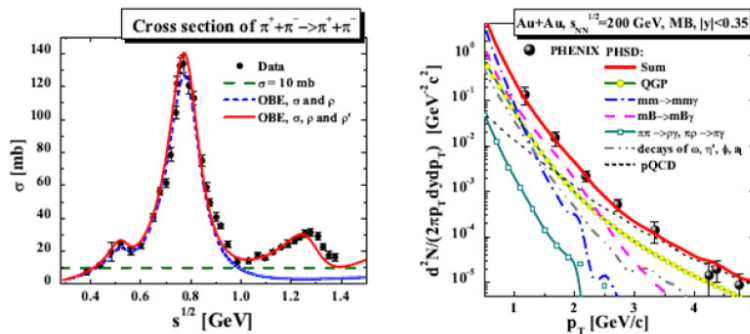 Cross section of π⁺+π⁻->π⁺+π⁻
σ [mb]
140
120
100
80
60
40
30
20
10
0
Data
σ = 10 mb
OBE, σ and ρ
OBE, σ, ρ and ρ'
0.4 0.6 0.8 1.0 1.2 1.4
s^1/2 [GeV]
Au+Au, s_NN^1/2=200 GeV, MB, |y|<0.35
d²N/(2πp_T dydp_T) [GeV⁻²c²]
10⁰
10⁻¹
10⁻²
10⁻³
10⁻⁴
10⁻⁵
PHENIX PHSD:
Sum
QGP
mm->mmγ
mB->mBγ
ππ->ργ, πρ->πγ
decays of ω, η', ϕ, a₁
pQCD
1 2 3 4
p_T [GeV/c]